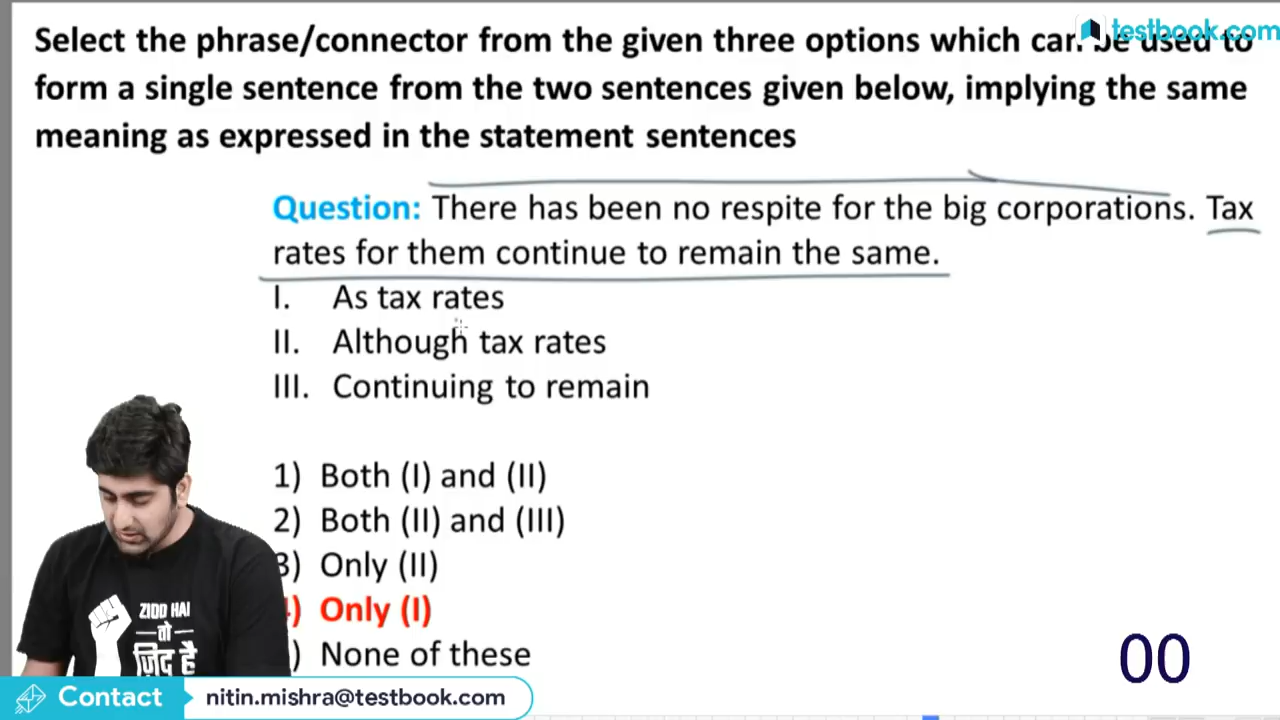 testbook.com
Select the phrase/connector from the given three options which can be used to
form a single sentence from the two sentences given below, implying the same
meaning as expressed in the statement sentences
Question: There has been no respite for the big corporations. Tax
rates for them continue to remain the same.
I. As tax rates
II. Although tax rates
III. Continuing to remain
1) Both (I) and (II)
2) Both (II) and (III)
3) Only (II)
) Only (I)
) None of these
ZIDD HAI
तो
ज़िद है
00
Contact nitin.mishra@testbook.com